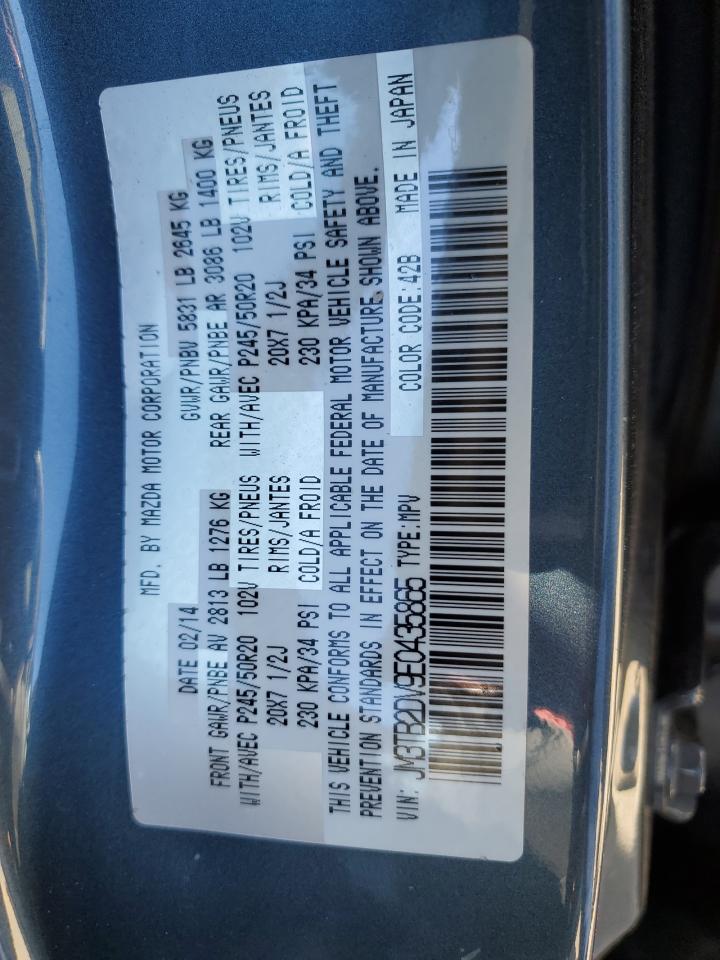 MFD. BY MAZDA MOTOR CORPORATION
DATE 02/14 GVWR/PNBV 5831 LB 2645 KG
FRONT GAWR/PNBE AV 2813 LB 1276 KG REAR GAWR/PNBE AR 3086 LB 1400 KG
WITH/AVEC P245/50R20 102V TIRES/PNEUS WITH/AVEC P245/50R20 102V TIRES/PNEUS
20X7 1/2J RIMS/JANTES 20X7 1/2J RIMS/JANTES
230 KPA/34 PSI COLD/A FROID 230 KPA/34 PSI COLD/A FROID
THIS VEHICLE CONFORMS TO ALL APPLICABLE FEDERAL MOTOR VEHICLE SAFETY AND THEFT
PREVENTION STANDARDS IN EFFECT ON THE DATE OF MANUFACTURE SHOWN ABOVE.
VIN: JM3TB2DV9E0435865 TYPE:MPV COLOR CODE:42B MADE IN JAPAN